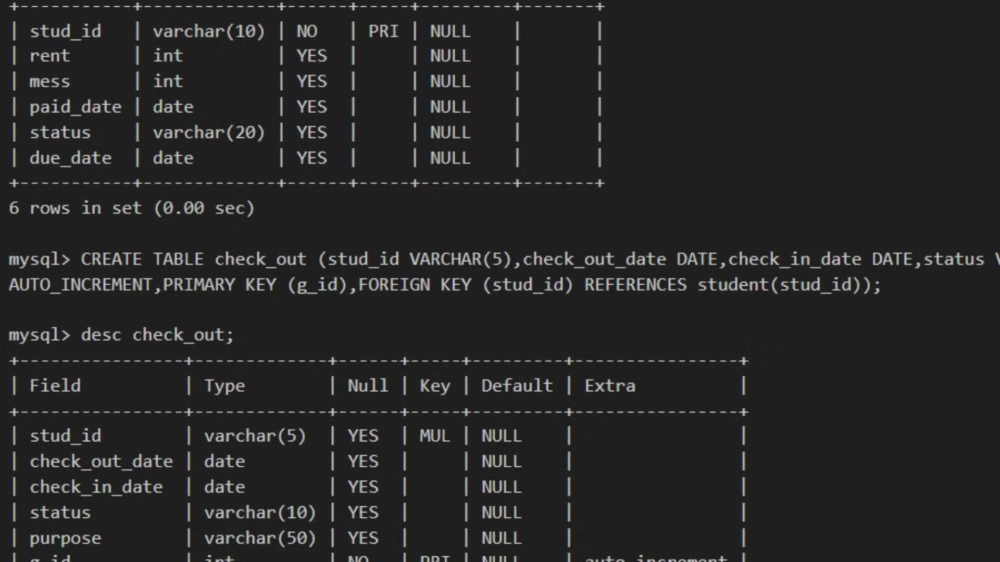 +-----------+-------------+------+-----+---------+-------+
| stud_id   | varchar(10) | NO   | PRI | NULL    |       |
| rent      | int         | YES  |     | NULL    |       |
| mess      | int         | YES  |     | NULL    |       |
| paid_date | date        | YES  |     | NULL    |       |
| status    | varchar(20) | YES  |     | NULL    |       |
| due_date  | date        | YES  |     | NULL    |       |
+-----------+-------------+------+-----+---------+-------+
6 rows in set (0.00 sec)
mysql> CREATE TABLE check_out (stud_id VARCHAR(5),check_out_date DATE,check_in_date DATE,status
AUTO_INCREMENT,PRIMARY KEY (g_id),FOREIGN KEY (stud_id) REFERENCES student(stud_id));
mysql> desc check_out;
+----------------+-------------+------+-----+---------+----------------+
| Field          | Type        | Null | Key | Default | Extra          |
+----------------+-------------+------+-----+---------+----------------+
| stud_id        | varchar(5)  | YES  | MUL | NULL    |                |
| check_out_date | date        | YES  |     | NULL    |                |
| check_in_date  | date        | YES  |     | NULL    |                |
| status         | varchar(10) | YES  |     | NULL    |                |
| purpose        | varchar(50) | YES  |     | NULL    |                |
| g_id           | int         | NO   | PRI | NULL    | auto_increment |